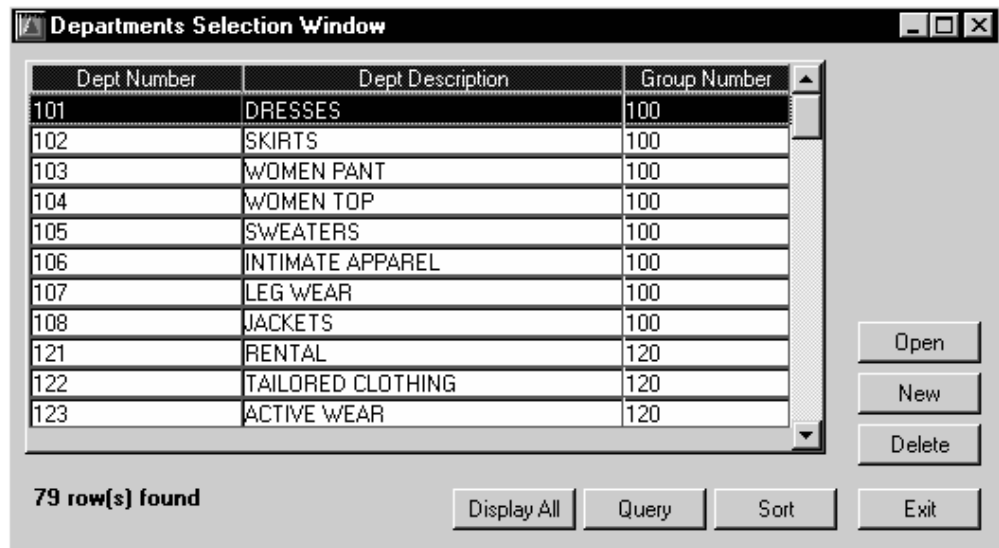 Departments Selection Window
Dept Number Dept Description Group Number
101 DRESSES 100
102 SKIRTS 100
103 WOMEN PANT 100
104 WOMEN TOP 100
105 SWEATERS 100
106 INTIMATE APPAREL 100
107 LEG WEAR 100
108 JACKETS 100
121 RENTAL 120
122 TAILORED CLOTHING 120
123 ACTIVE WEAR 120
Open
New
Delete
79 row(s) found
Display All Query Sort Exit